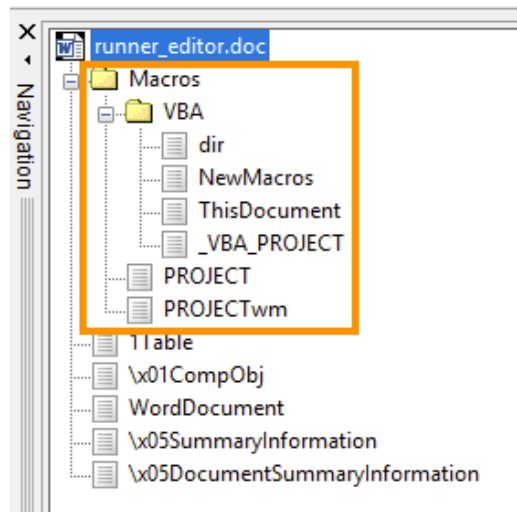 Navigation
runner_editor.doc
Macros
VBA
dir
NewMacros
ThisDocument
_VBA_PROJECT
PROJECT
PROJECTwm
1Table
\x01CompObj
WordDocument
\x05SummaryInformation
\x05DocumentSummaryInformation